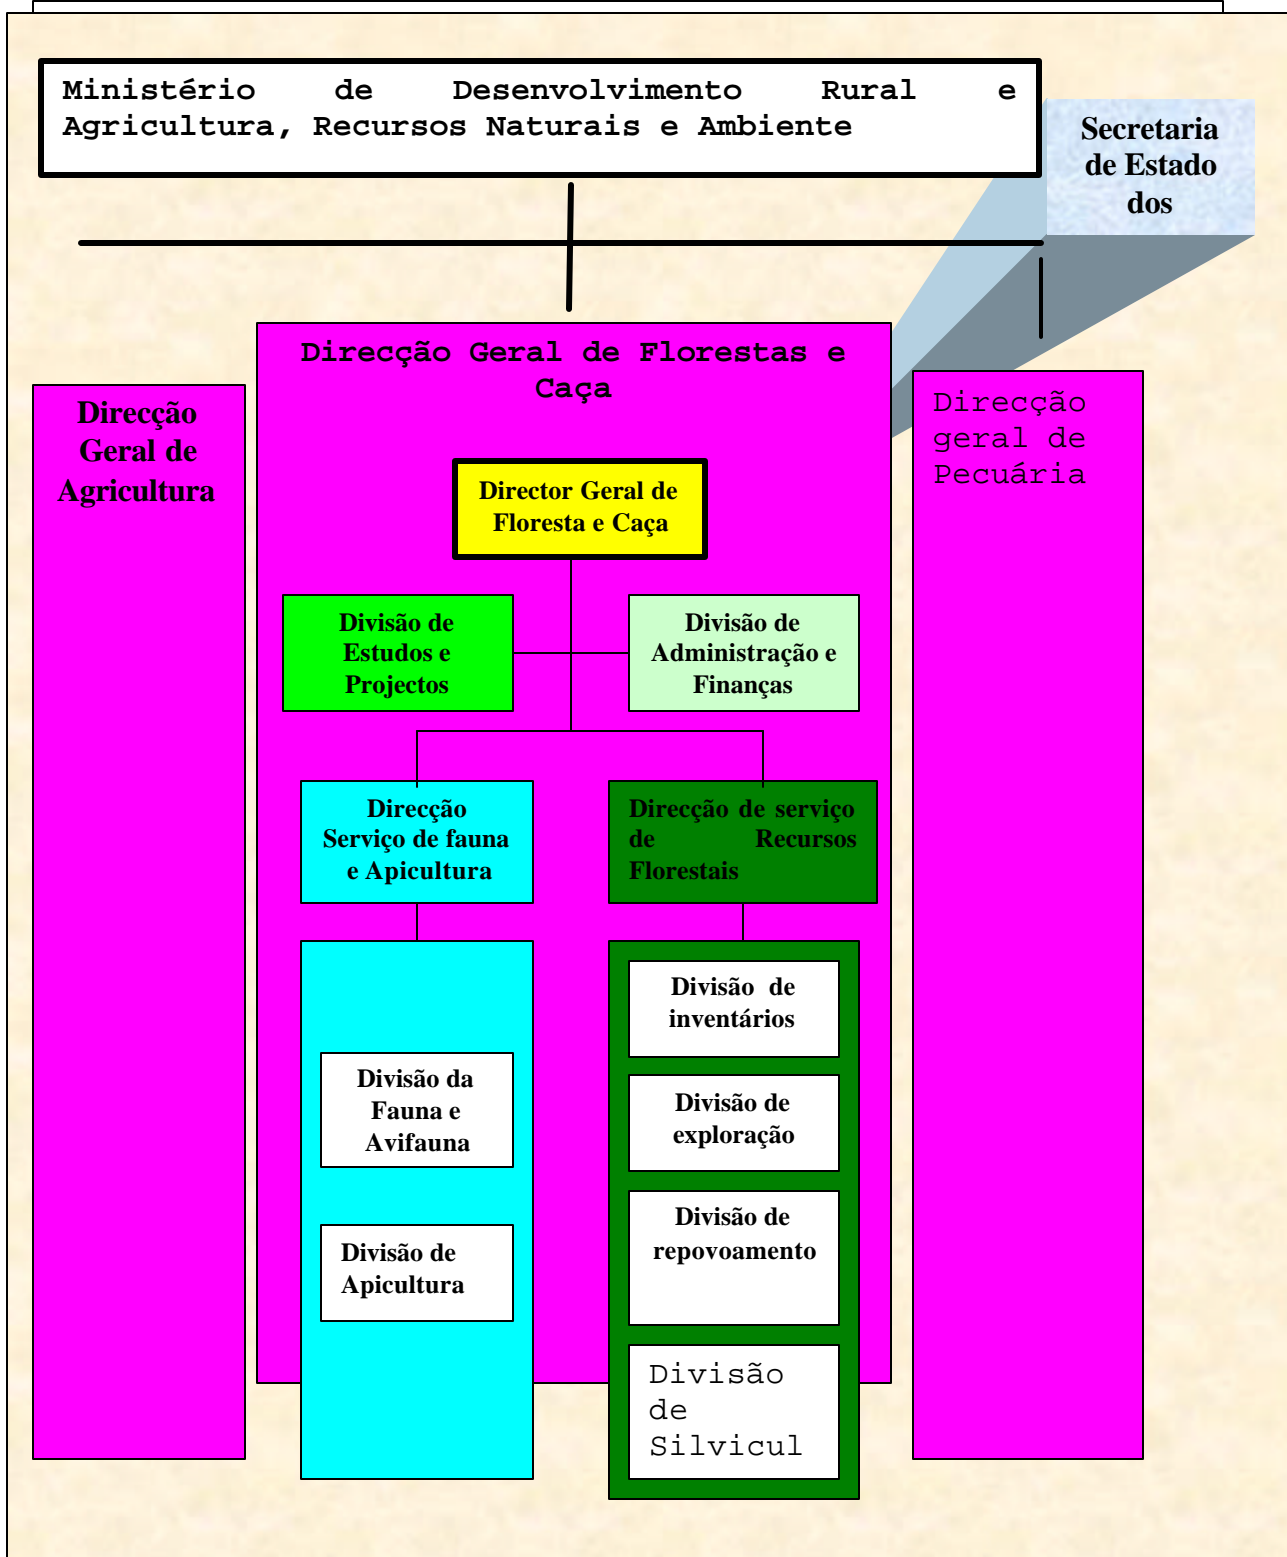 Ministério de Desenvolvimento Rural e
Agricultura, Recursos Naturais e Ambiente
Secretaria
de Estado
dos
Direcção Geral de Florestas e
Caça
Direcção
Geral de
Agricultura
Direcção
geral de
Pecuária
Director Geral de
Floresta e Caça
Divisão de
Estudos e
Projectos
Divisão de
Administração e
Finanças
Direcção
Serviço de fauna
e Apicultura
Direcção de serviço
de Recursos
Florestais
Divisão da
Fauna e
Avifauna
Divisão de
Apicultura
Divisão de
inventários
Divisão de
exploração
Divisão de
repovoamento
Divisão
de
Silvicul